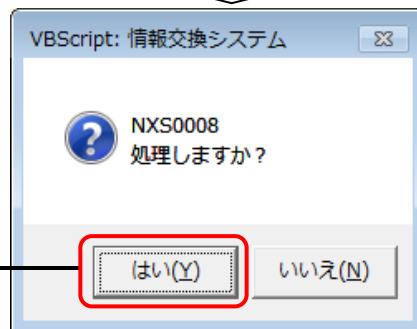 VBScript: 情報交換システム
NXS0008
処理しますか?
はい(Y)
いいえ(N)